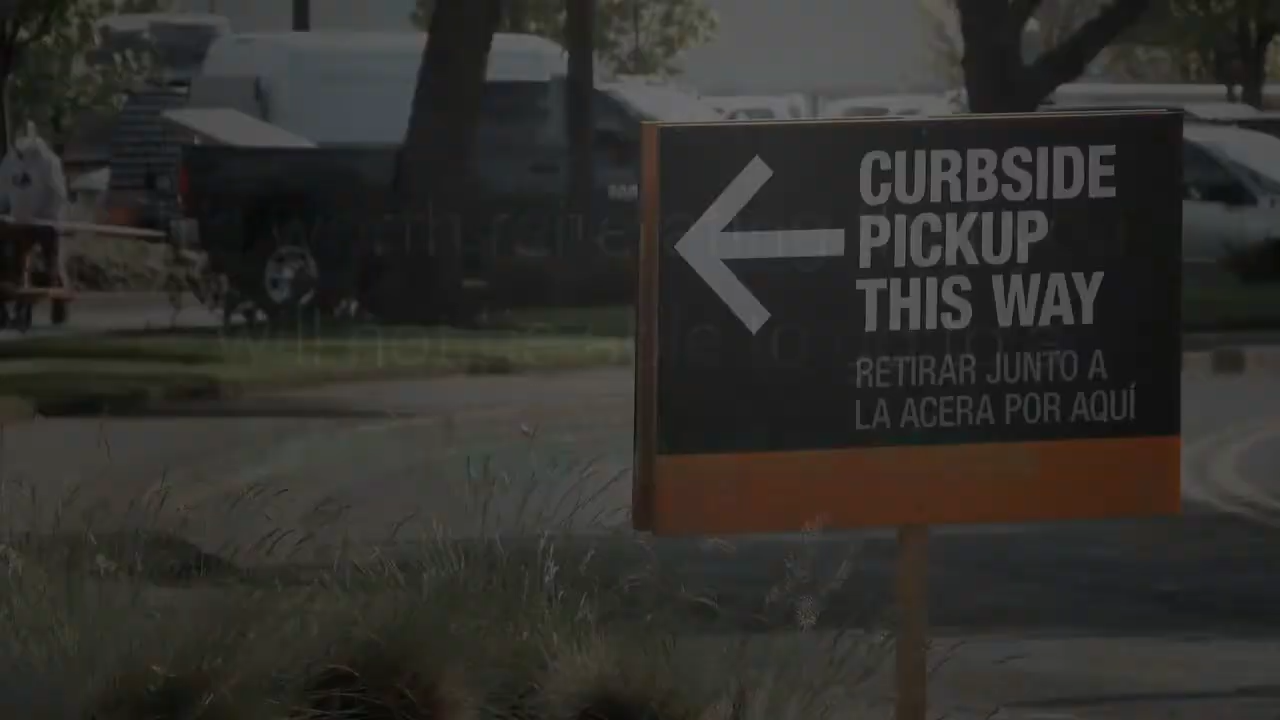 CURBSIDE
PICKUP
THIS WAY
RETIRAR JUNTO A
LA ACERA POR AQUÍ